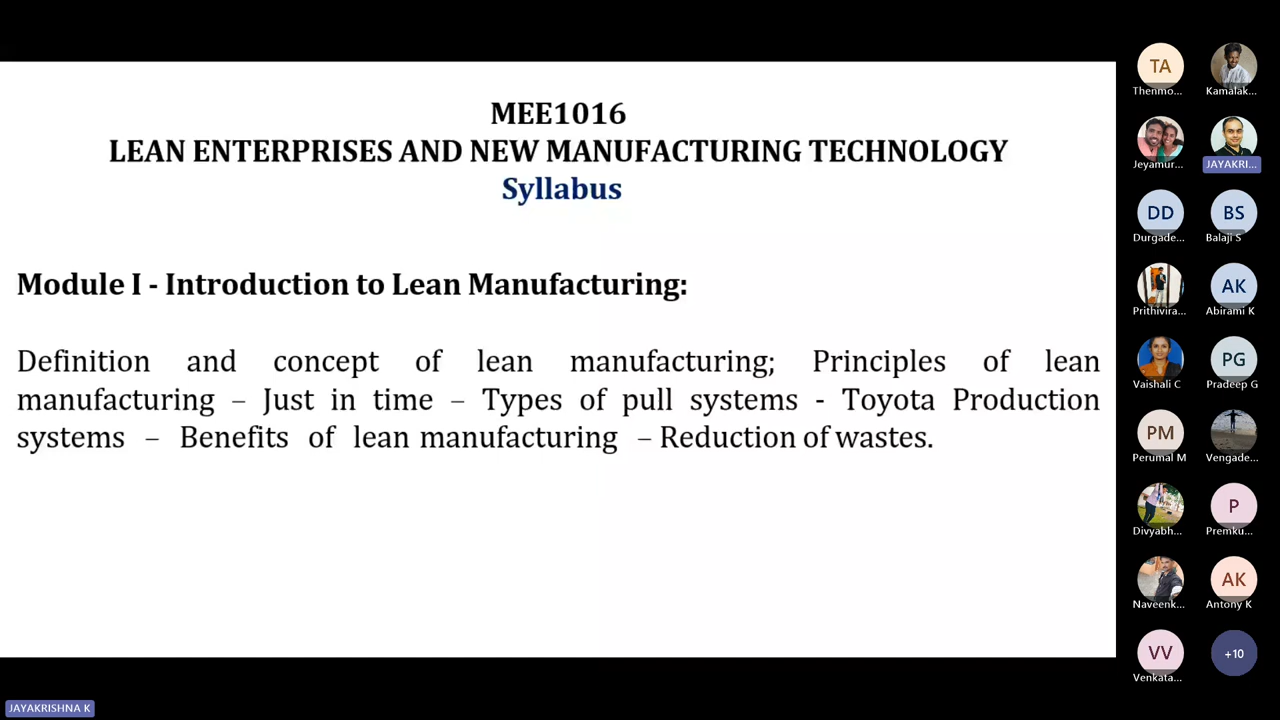 MEE1016
LEAN ENTERPRISES AND NEW MANUFACTURING TECHNOLOGY
Syllabus
Module I - Introduction to Lean Manufacturing:
Definition and concept of lean manufacturing; Principles of lean
manufacturing – Just in time – Types of pull systems - Toyota Production
systems – Benefits of lean manufacturing – Reduction of wastes.
TA
Thenmo...
Kamalak...
Jeyamur...
JAYAKRI...
DD
Durgade...
BS
Balaji S
Prithivira...
AK
Abirami K
Vaishali C
PG
Pradeep G
PM
Perumal M
Vengade...
Divyabh...
P
Premku...
Naveenk...
AK
Antony K
VV
Venkata...
+10
JAYAKRISHNA K